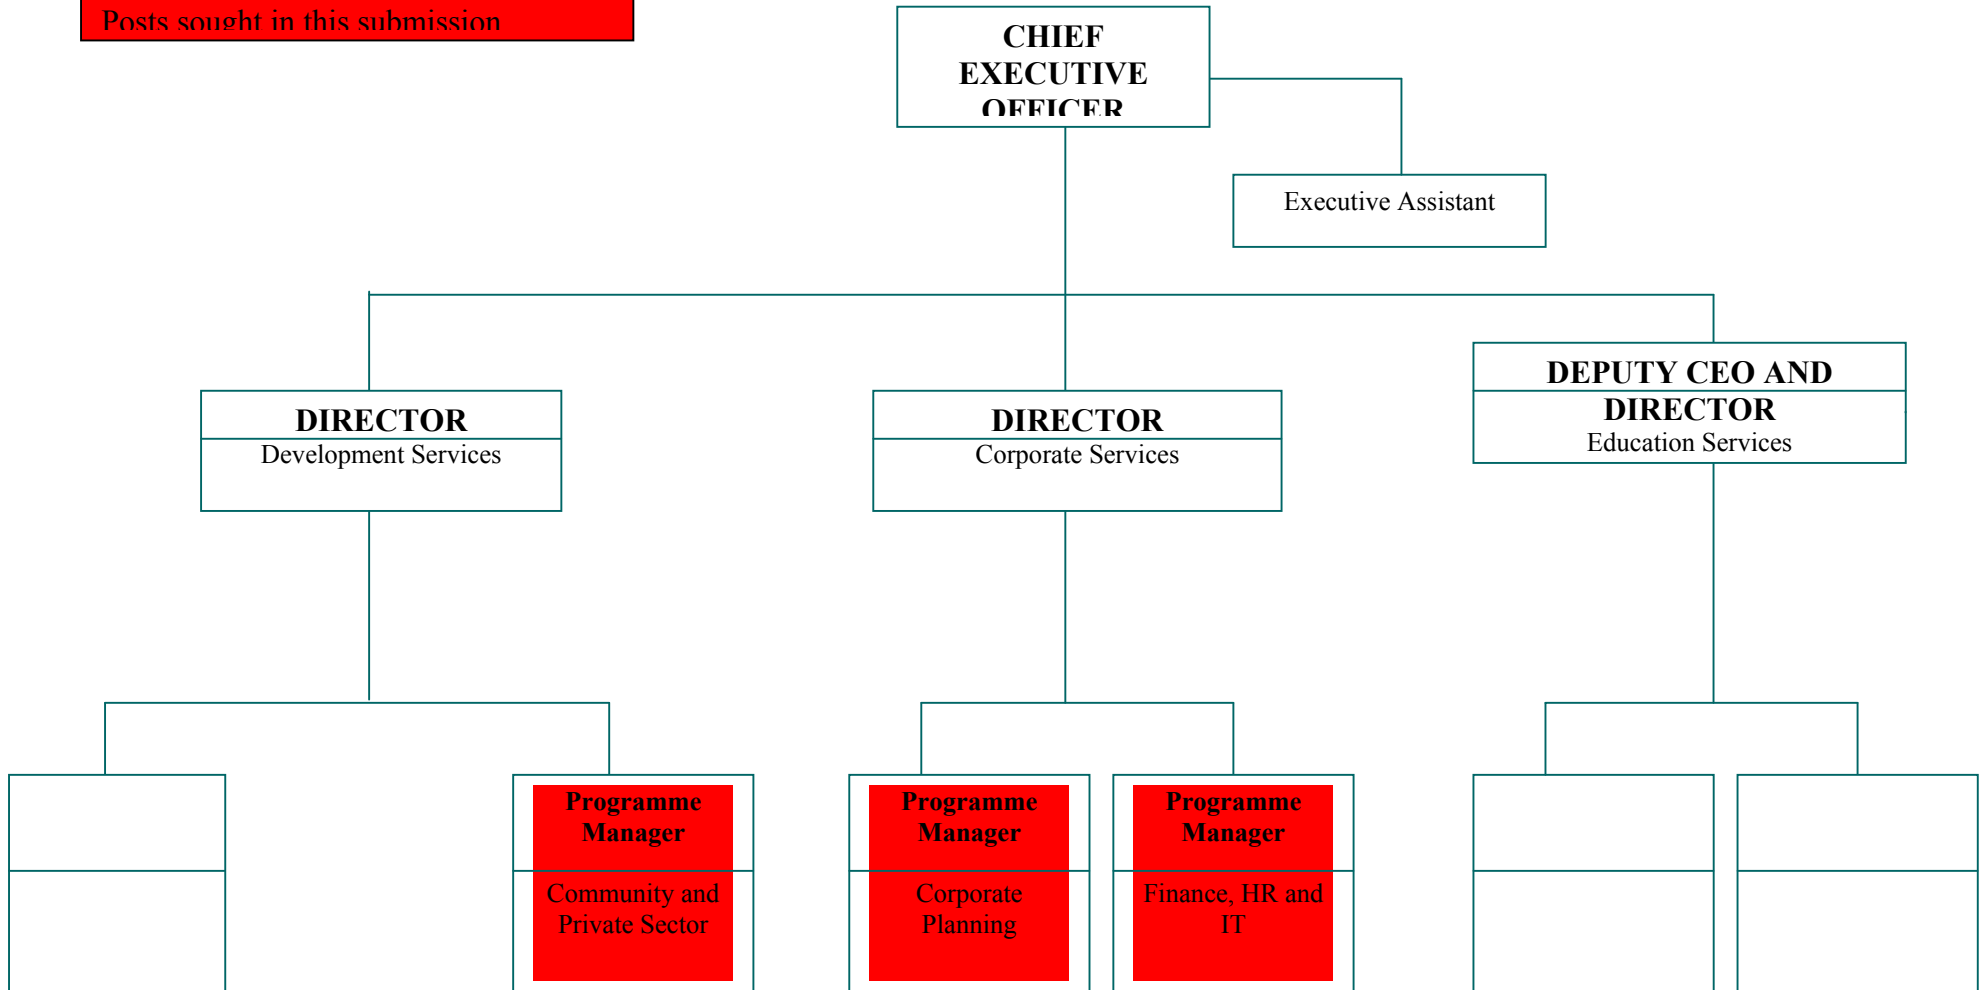 Posts sought in this submission
CHIEF
EXECUTIVE
OFFICER
Executive Assistant
DEPUTY CEO AND
DIRECTOR
Education Services
DIRECTOR
Development Services
DIRECTOR
Corporate Services
Programme
Manager
Community and
Private Sector
Programme
Manager
Corporate
Planning
Programme
Manager
Finance, HR and
IT